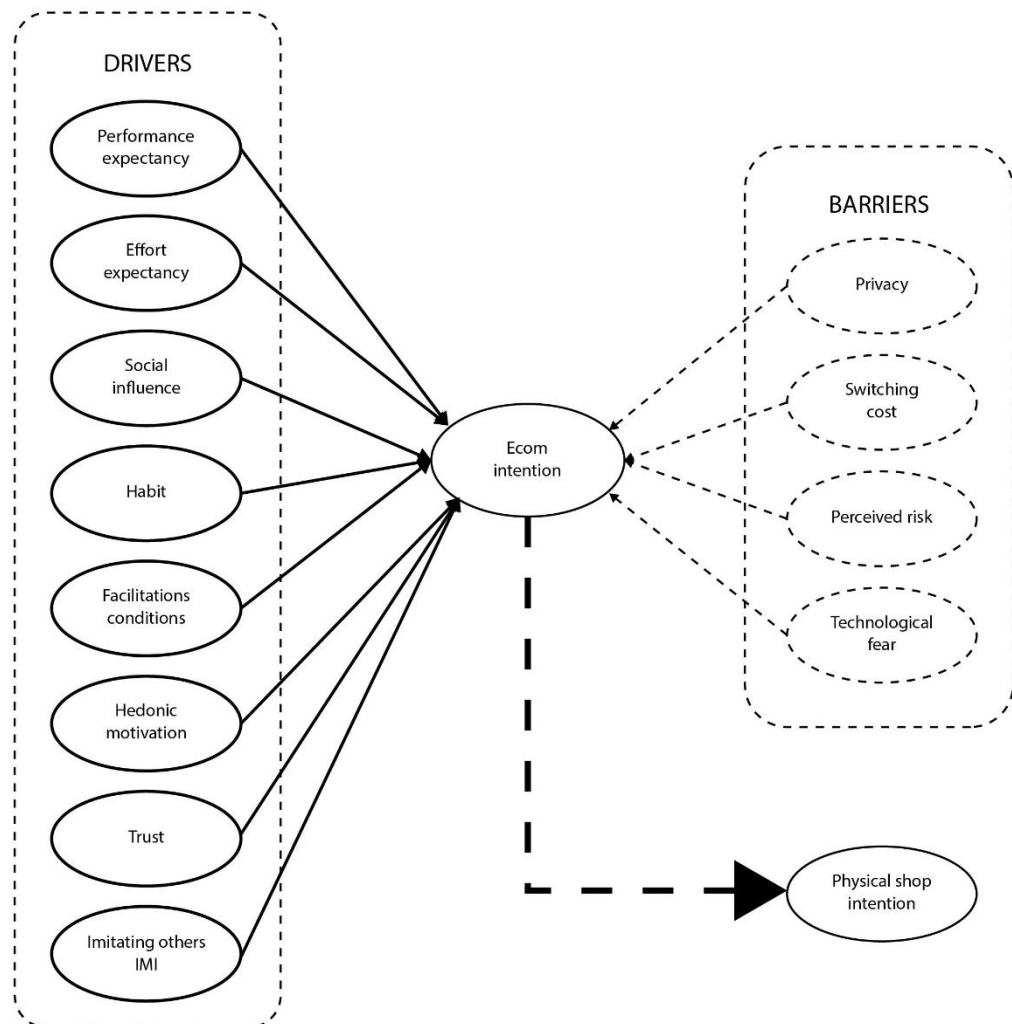 DRIVERS
Performance
expectancy
Effort
expectancy
Social
influence
Habit
Facilitations
conditions
Hedonic
motivation
Trust
Imitating others
IMI
Ecom
intention
BARRIERS
Privacy
Switching
cost
Perceived risk
Technological
fear
Physical shop
intention